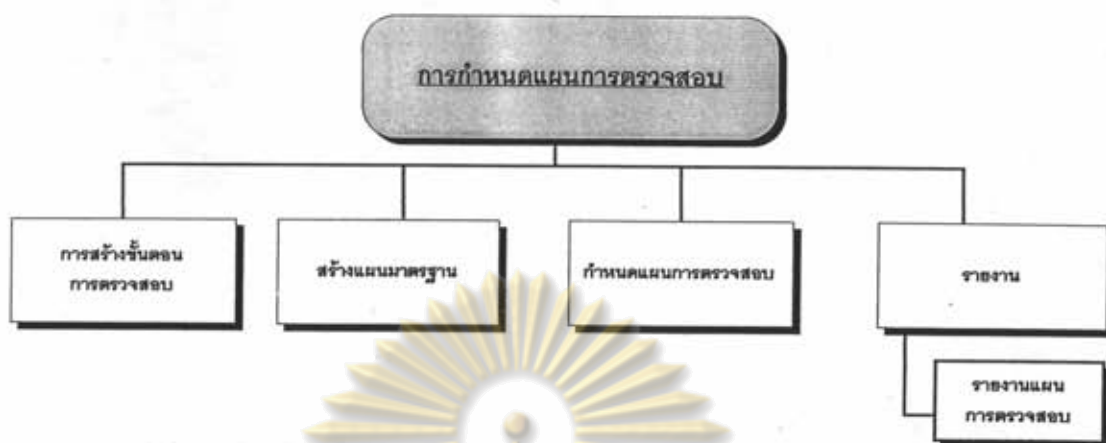 การกำหนดแผนการตรวจสอบ
การสร้างขั้นตอน
การตรวจสอบ
สร้างแผนมาตรฐาน
กำหนดแผนการตรวจสอบ
รายงาน
รายงานแผน
การตรวจสอบ